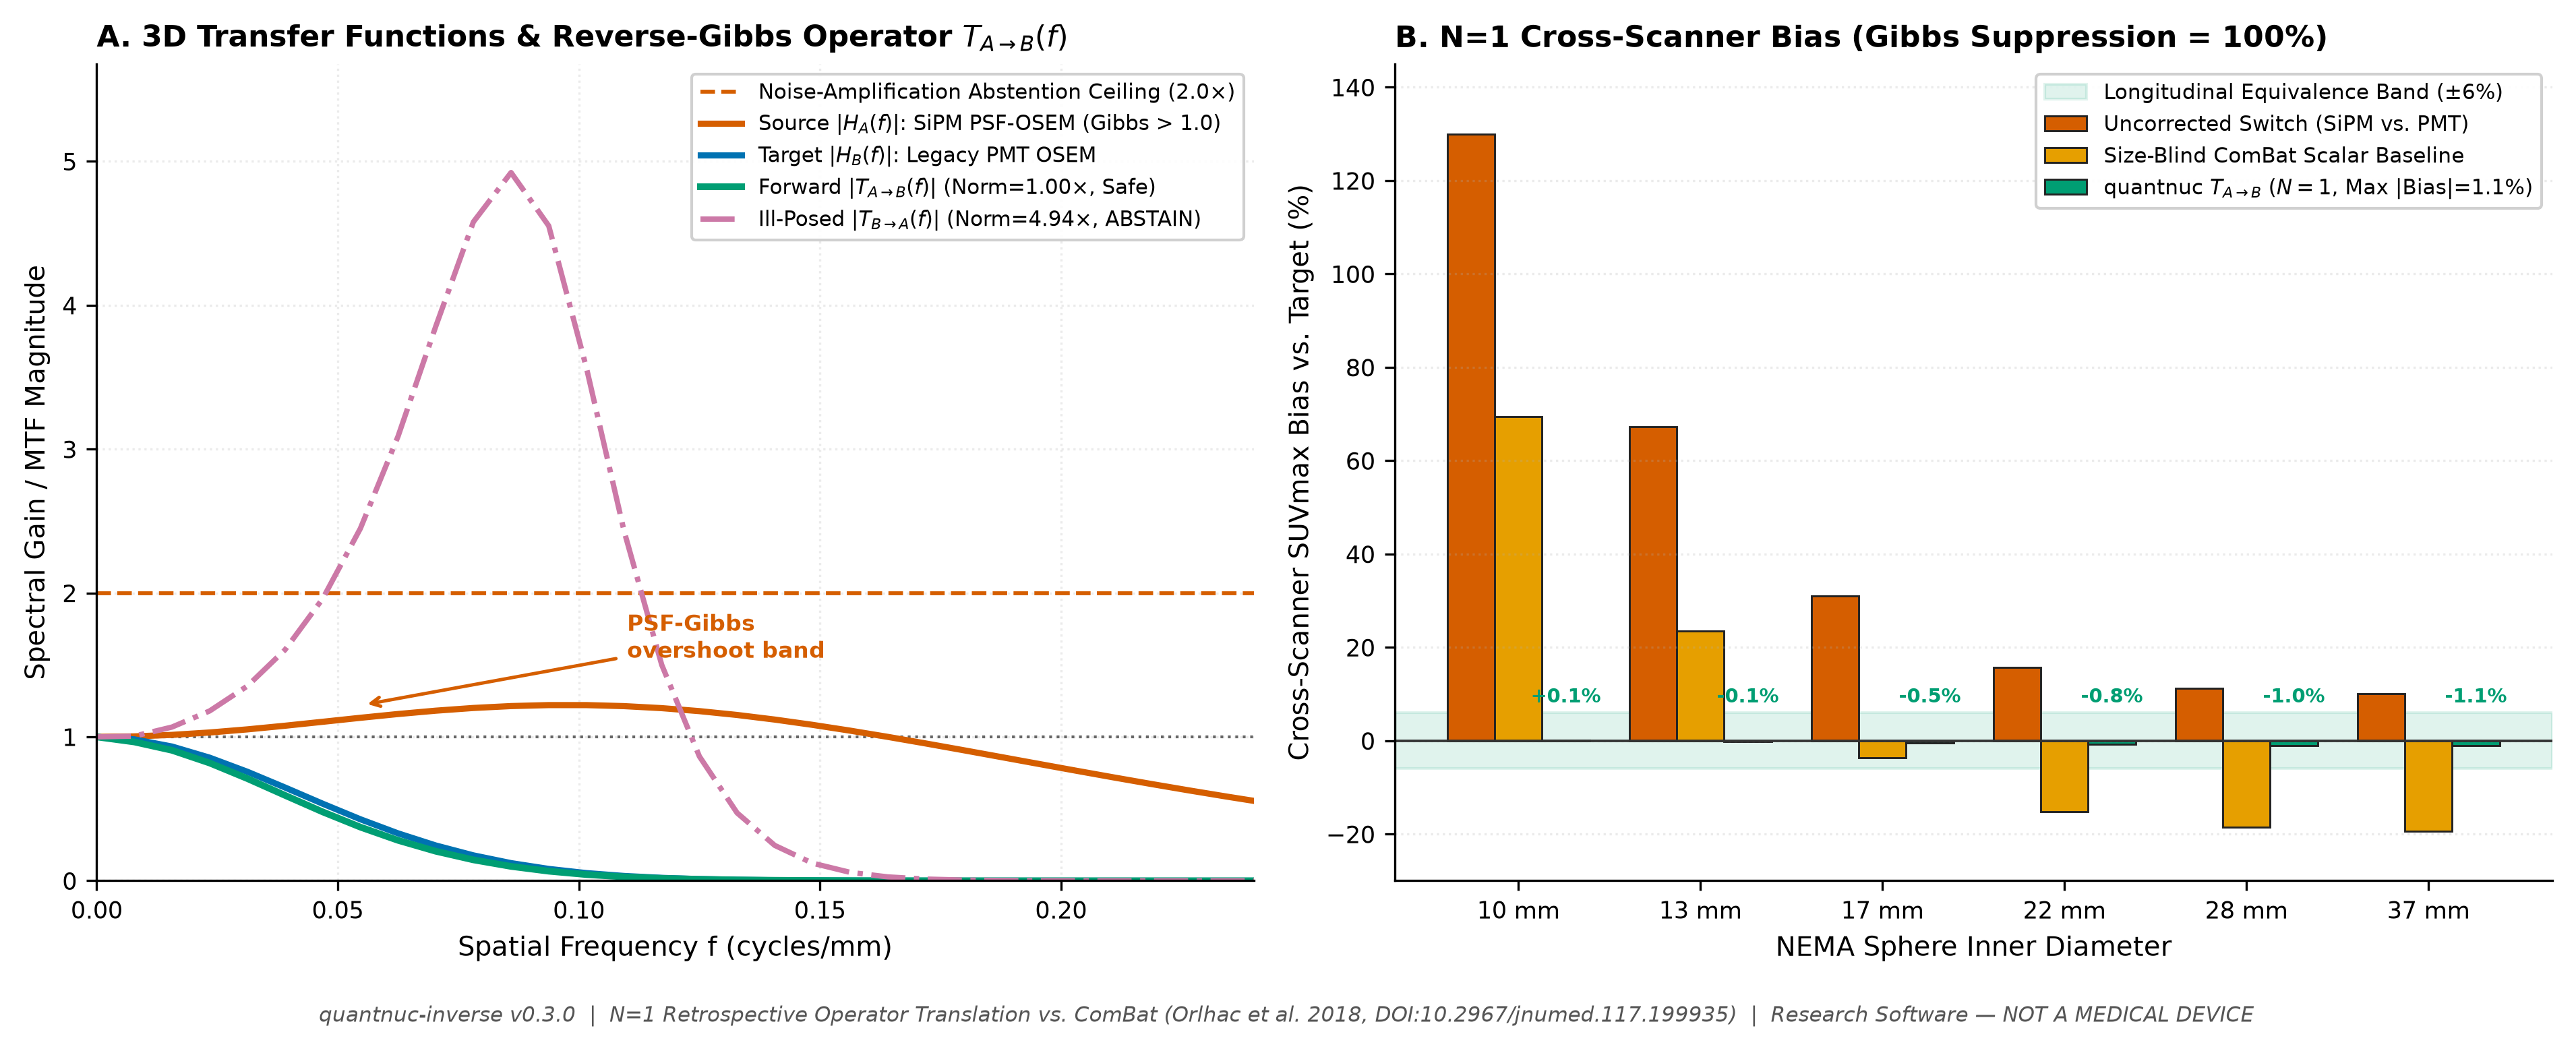 A. 3D Transfer Functions & Reverse-Gibbs Operator T_{A→B}(f)
Noise-Amplification Abstention Ceiling (2.0×)
Source |H_A(f)|: SiPM PSF-OSEM (Gibbs > 1.0)
Target |H_B(f)|: Legacy PMT OSEM
Forward |T_{A→B}(f)| (Norm=1.00×, Safe)
Ill-Posed |T_{B→A}(f)| (Norm=4.94×, ABSTAIN)
Spectral Gain / MTF Magnitude
5
4
3
2
1
0
PSF-Gibbs
overshoot band
0.00 0.05 0.10 0.15 0.20
Spatial Frequency f (cycles/mm)
B. N=1 Cross-Scanner Bias (Gibbs Suppression = 100%)
Longitudinal Equivalence Band (±6%)
Uncorrected Switch (SiPM vs. PMT)
Size-Blind ComBat Scalar Baseline
quantnuc T_{A→B} (N = 1, Max |Bias|=1.1%)
Cross-Scanner SUVmax Bias vs. Target (%)
140
120
100
80
60
40
20
0
−20
+0.1% -0.1% -0.5% -0.8% -1.0% -1.1%
10 mm 13 mm 17 mm 22 mm 28 mm 37 mm
NEMA Sphere Inner Diameter
quantnuc-inverse v0.3.0 | N=1 Retrospective Operator Translation vs. ComBat (Orlhac et al. 2018, DOI:10.2967/jnumed.117.199935) | Research Software — NOT A MEDICAL DEVICE